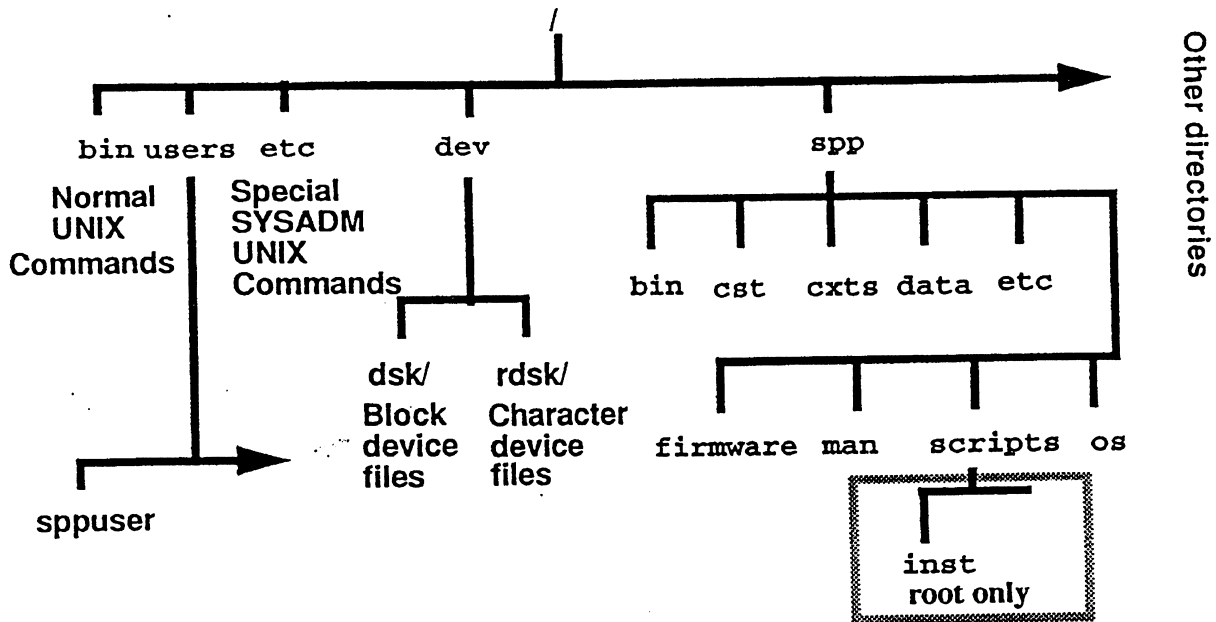 /
Other directories
bin users etc dev spp
Normal
UNIX
Commands
Special
SYSADM
UNIX
Commands
bin cst cxts data etc
dsk/
Block
device
files
rdsk/
Character
device
files
firmware man scripts os
sppuser
inst
root only